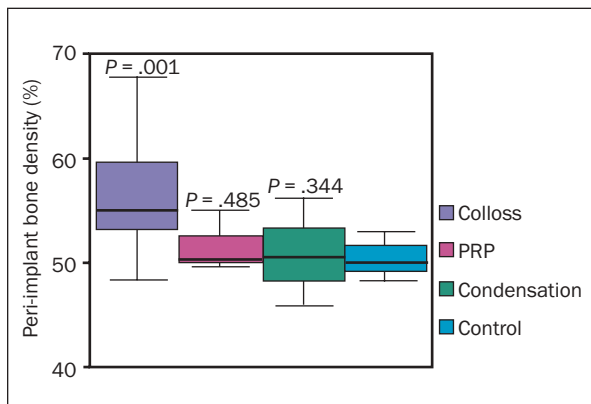 70
P = .001
60
P = .485
P = .344
50
40
Peri-implant bone density (%)
Colloss
PRP
Condensation
Control